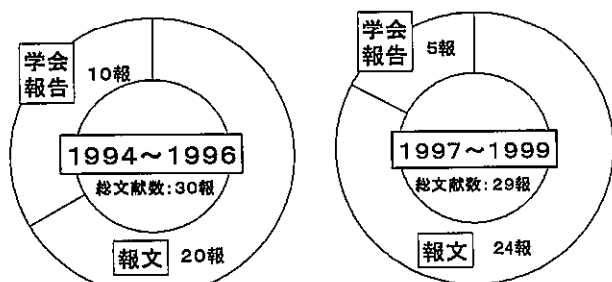 学会
報告
10報
1994～1996
総文献数:30報
報文 20報
学会
報告
5報
1997～1999
総文献数:29報
報文 24報